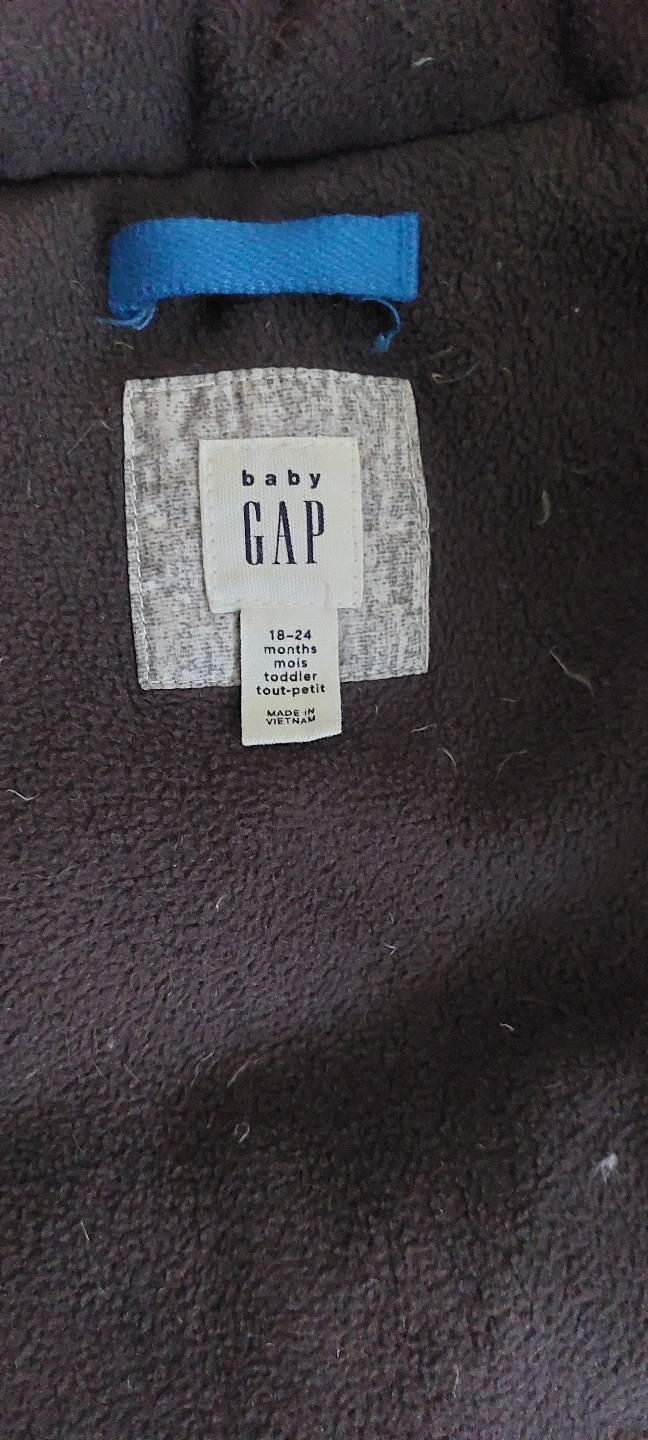 baby
GAP
18-24
months
mois
toddler
tout-petit
MADE IN
VIETNAM